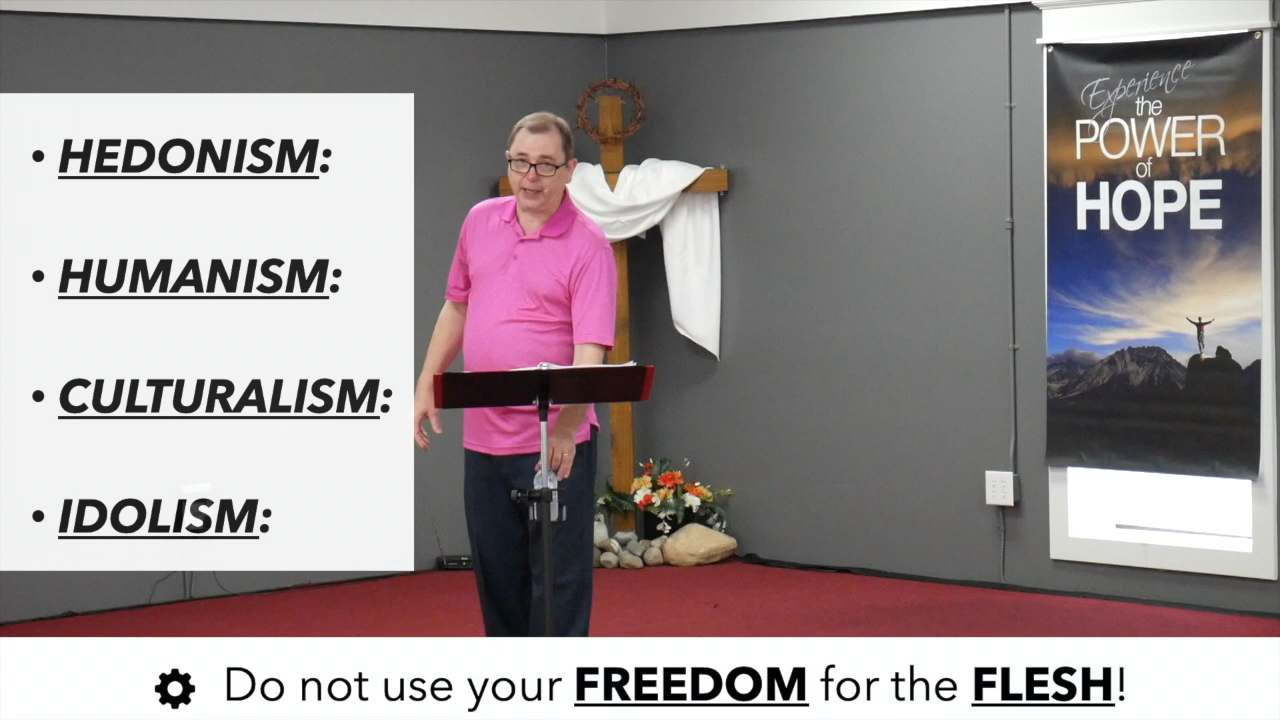 • HEDONISM:
• HUMANISM:
• CULTURALISM:
• IDOLISM:
Experience
the
POWER
of
HOPE
Do not use your FREEDOM for the FLESH!